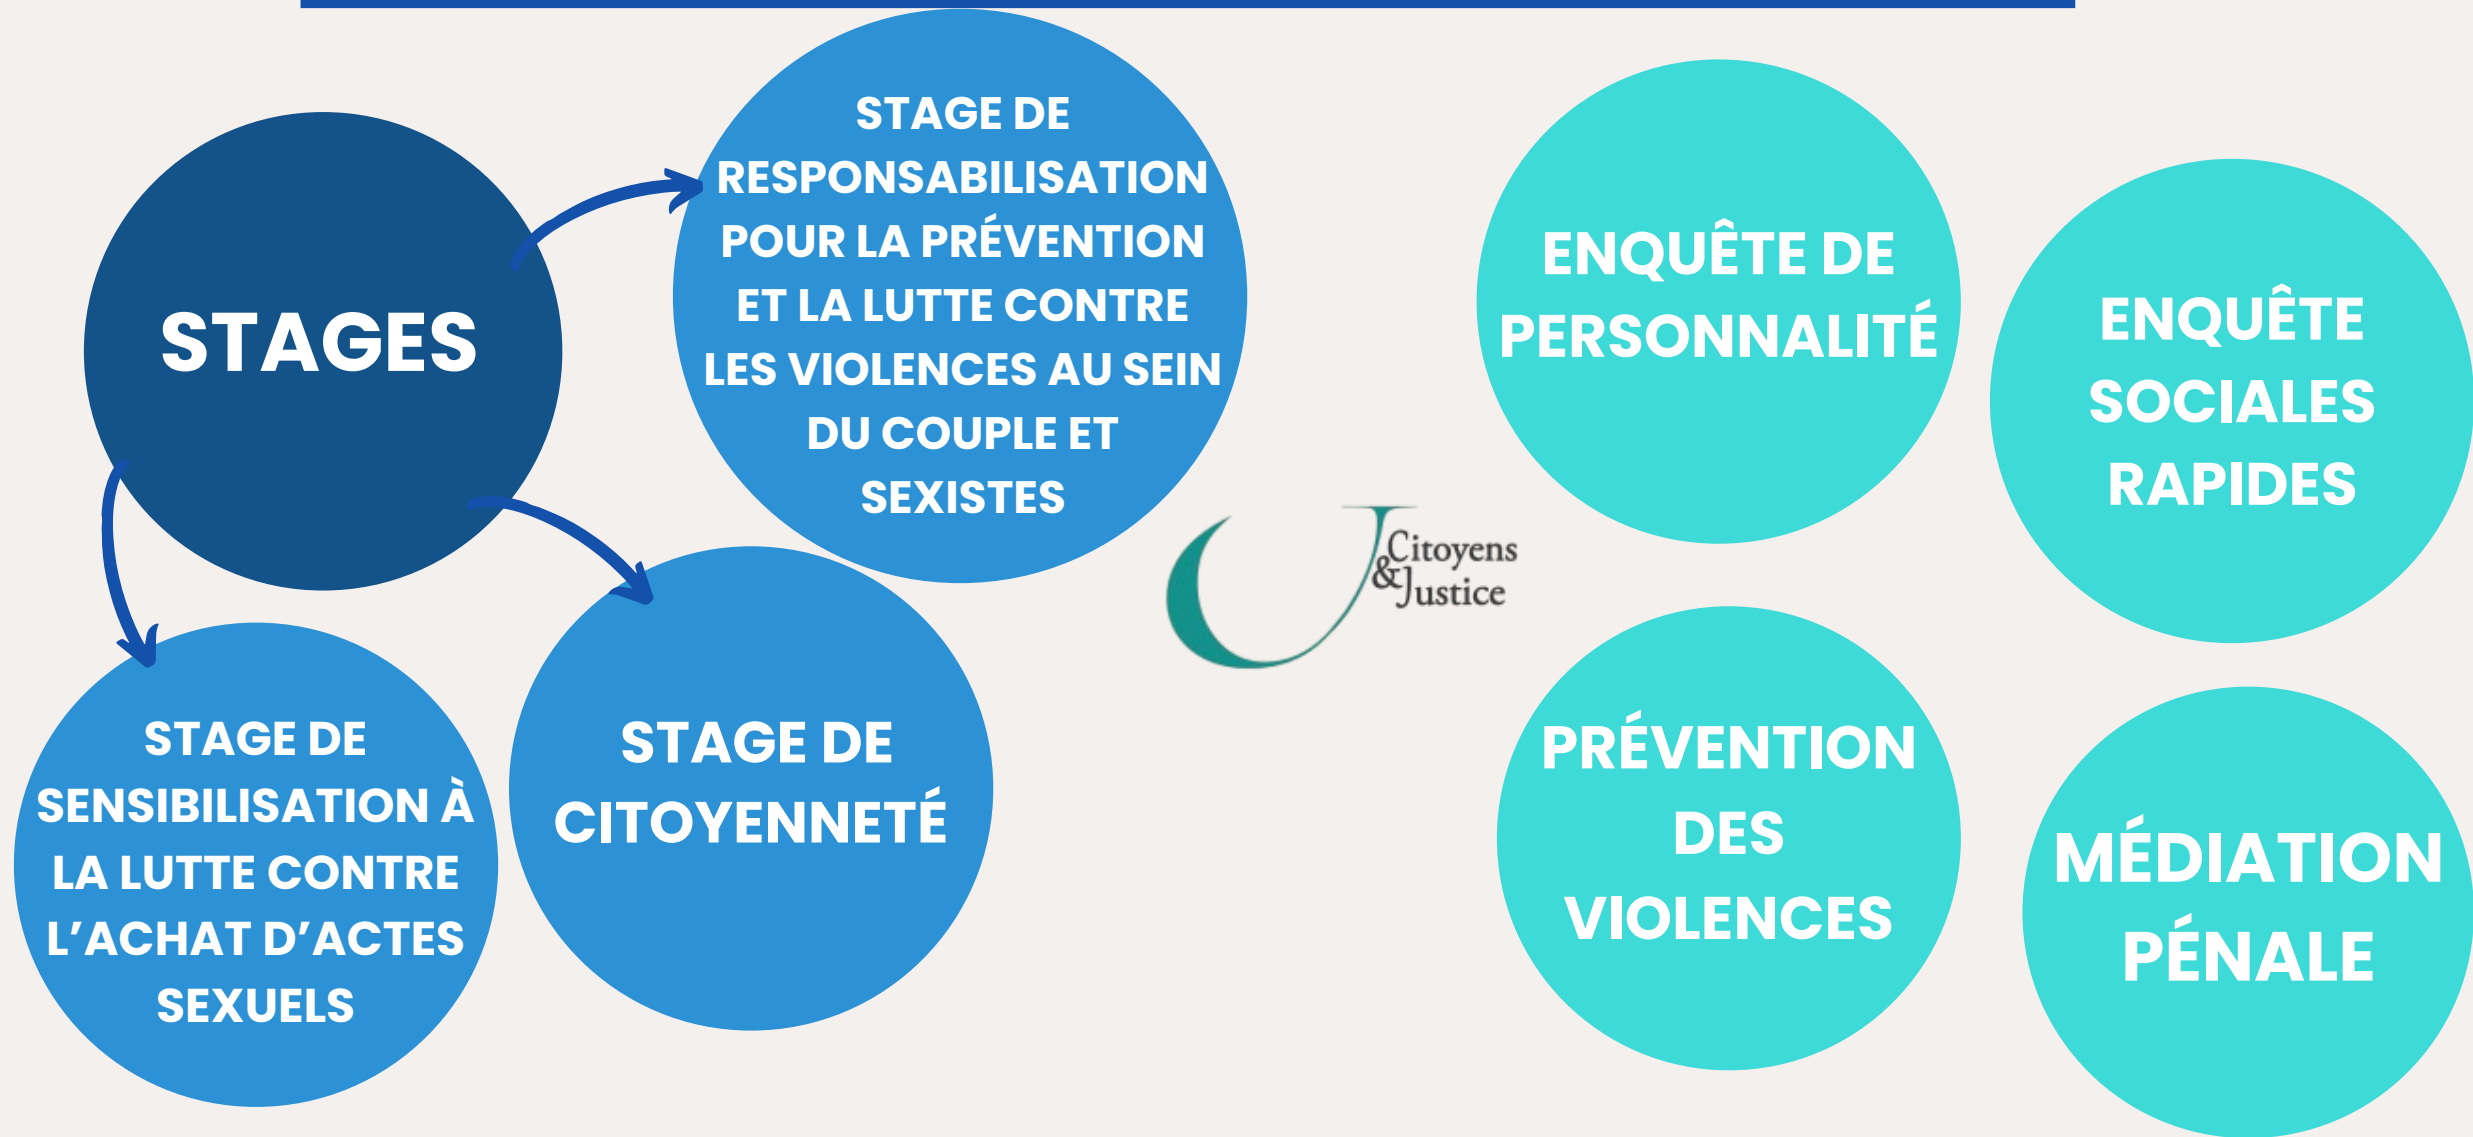 STAGES
STAGE DE
RESPONSABILISATION
POUR LA PRÉVENTION
ET LA LUTTE CONTRE
LES VIOLENCES AU SEIN
DU COUPLE ET
SEXISTES
STAGE DE
SENSIBILISATION À
LA LUTTE CONTRE
L’ACHAT D’ACTES
SEXUELS
STAGE DE
CITOYENNETÉ
Citoyens
&Justice
ENQUÊTE DE
PERSONNALITÉ
ENQUÊTE
SOCIALES
RAPIDES
PRÉVENTION
DES
VIOLENCES
MÉDIATION
PÉNALE